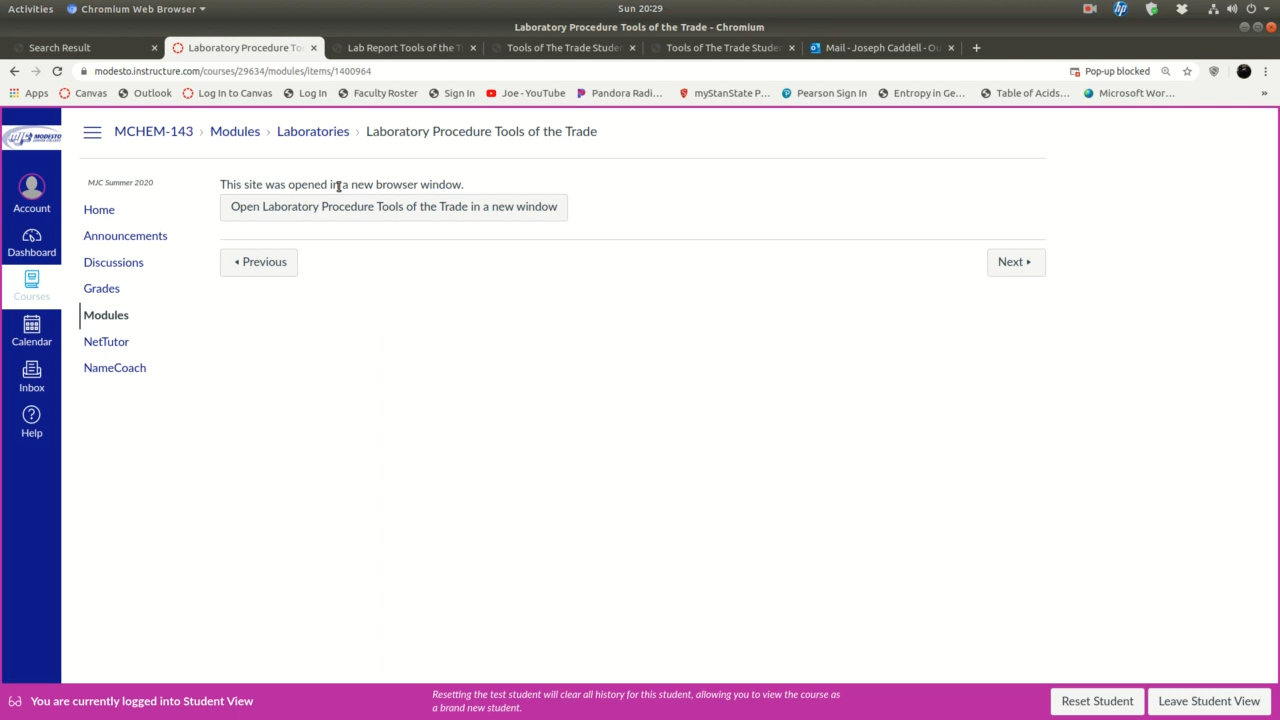 Activities Chromium Web Browser Sun 20:29
Laboratory Procedure Tools of the Trade - Chromium
Search Result Laboratory Procedure To Lab Report Tools of the T Tools of The Trade Studen Tools of The Trade Studen Mail - Joseph Caddell - Ou
modesto.instructure.com/courses/29634/modules/items/1400964 Pop-up blocked
Apps Canvas Outlook Log In to Canvas Log In Faculty Roster Sign In Joe - YouTube Pandora Radi... myStanState P... Pearson Sign In Entropy in Ge... Table of Acids... Microsoft Wor... »
MJC MODESTO
MCHEM-143 › Modules › Laboratories › Laboratory Procedure Tools of the Trade
MJC Summer 2020
This site was opened in a new browser window.
Open Laboratory Procedure Tools of the Trade in a new window
Previous
Next
Home
Announcements
Discussions
Grades
Modules
NetTutor
NameCoach
Account
Dashboard
Courses
Calendar
Inbox
Help
You are currently logged into Student View
Resetting the test student will clear all history for this student, allowing you to view the course as
a brand new student.
Reset Student
Leave Student View